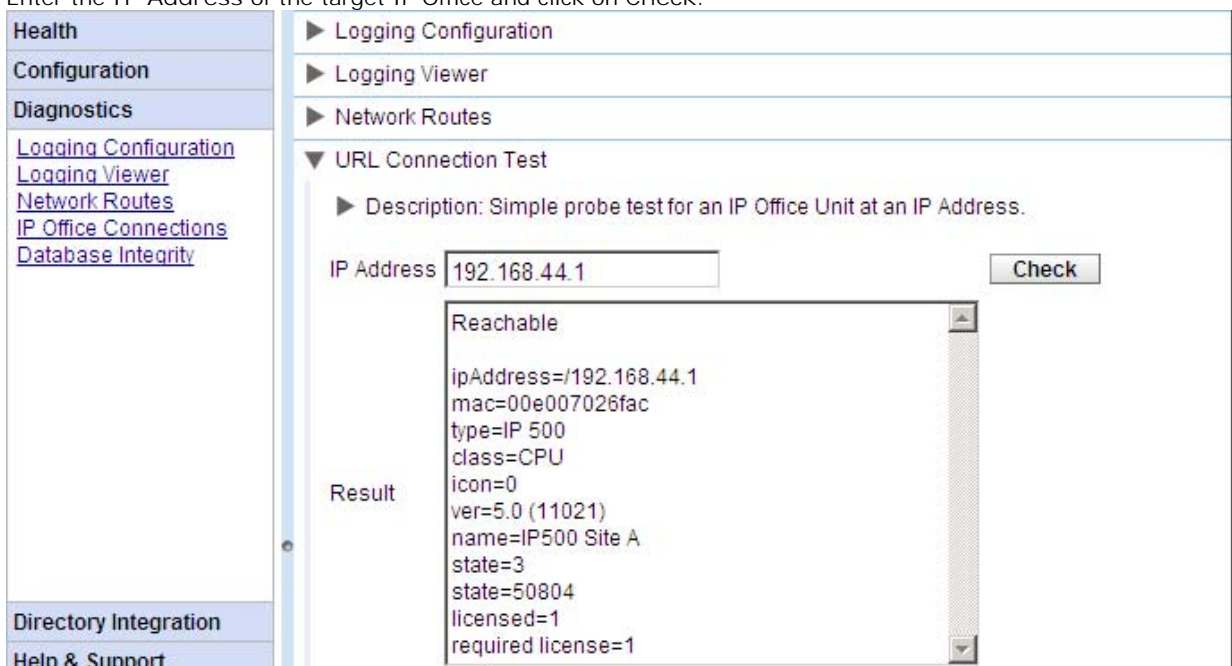 Enter the IP Address of the target IP Office and click on Check.
Health
Configuration
Diagnostics
Logging Configuration
Logging Viewer
Network Routes
IP Office Connections
Database Integrity
Directory Integration
Help & Support
Logging Configuration
Logging Viewer
Network Routes
URL Connection Test
Description: Simple probe test for an IP Office Unit at an IP Address.
IP Address 192.168.44.1 Check
Result
Reachable
ipAddress=/192.168.44.1
mac=00e007026fac
type=IP 500
class=CPU
icon=0
ver=5.0 (11021)
name=IP500 Site A
state=3
state=50804
licensed=1
required license=1